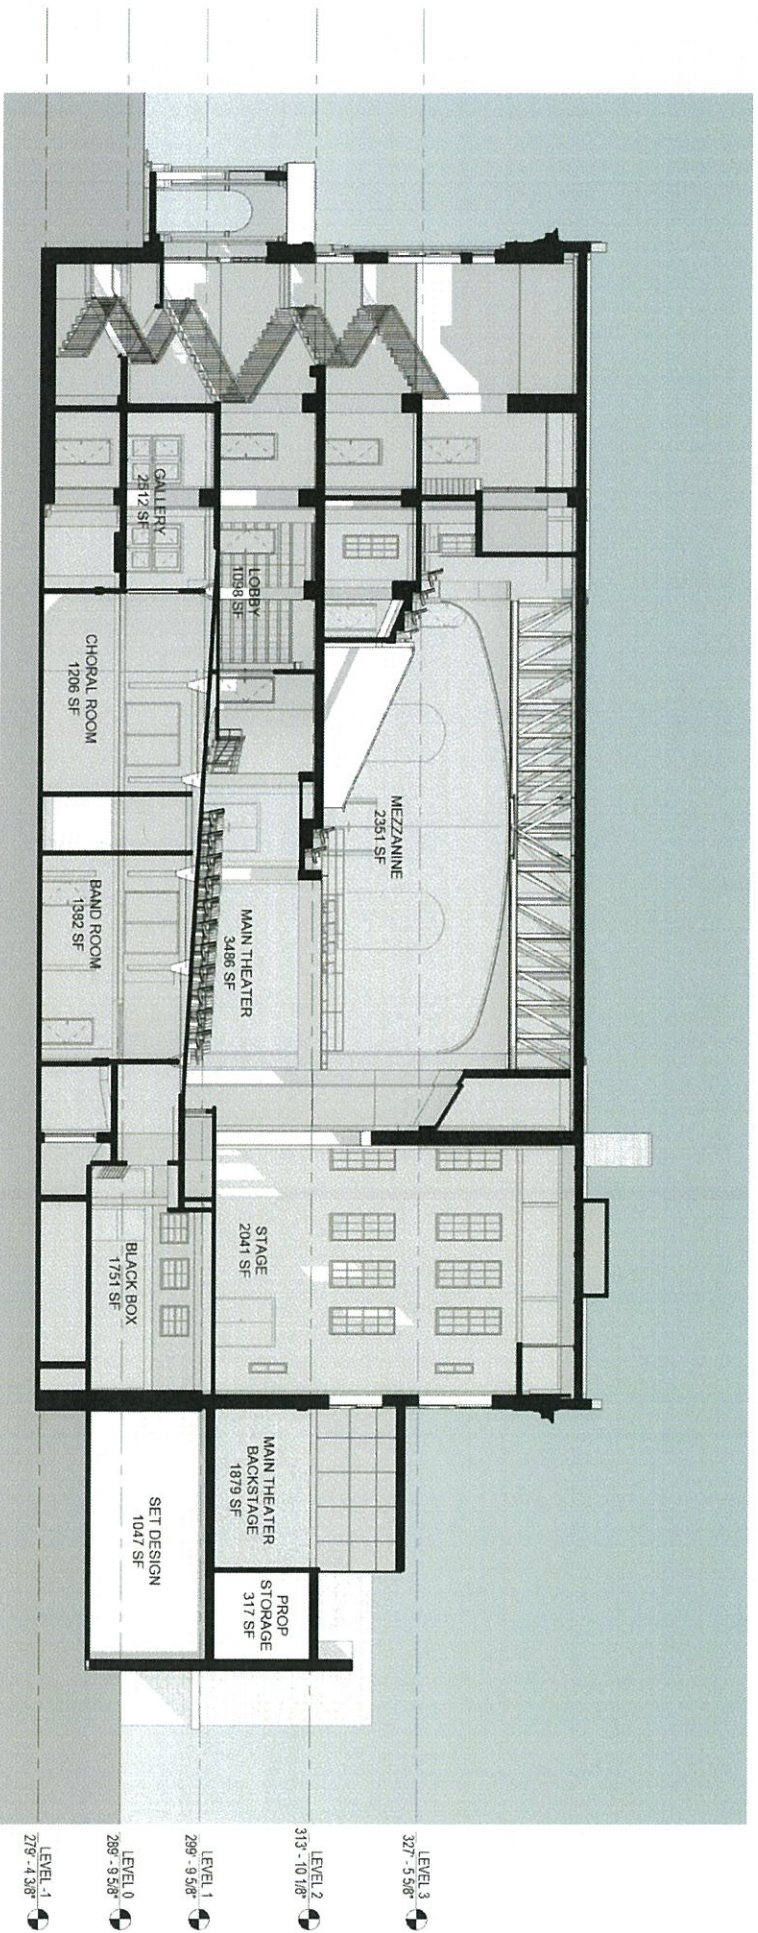 GALLERY
2512 SF
LOBBY
1098 SF
CHORAL ROOM
1206 SF
MEZZANINE
2351 SF
BAND ROOM
1382 SF
MAIN THEATER
3486 SF
STAGE
2041 SF
BLACK BOX
1751 SF
MAIN THEATER
BACKSTAGE
1879 SF
SET DESIGN
1047 SF
PROP
STORAGE
317 SF
LEVEL 3
327' - 5 5/8"
LEVEL 2
313' - 10 1/8"
LEVEL 1
299' - 9 5/8"
LEVEL 0
289' - 9 5/8"
LEVEL -1
279' - 4 3/8"